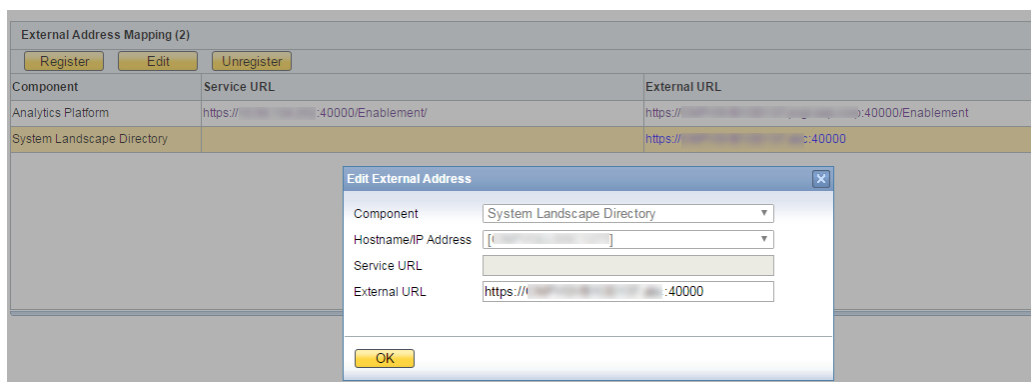 External Address Mapping (2)
Register Edit Unregister
Component Service URL External URL
Analytics Platform https:// :40000/Enablement/ https:// :40000/Enablement
System Landscape Directory https:// :40000
Edit External Address
Component System Landscape Directory
Hostname/IP Address [ ]
Service URL
External URL https:// :40000
OK